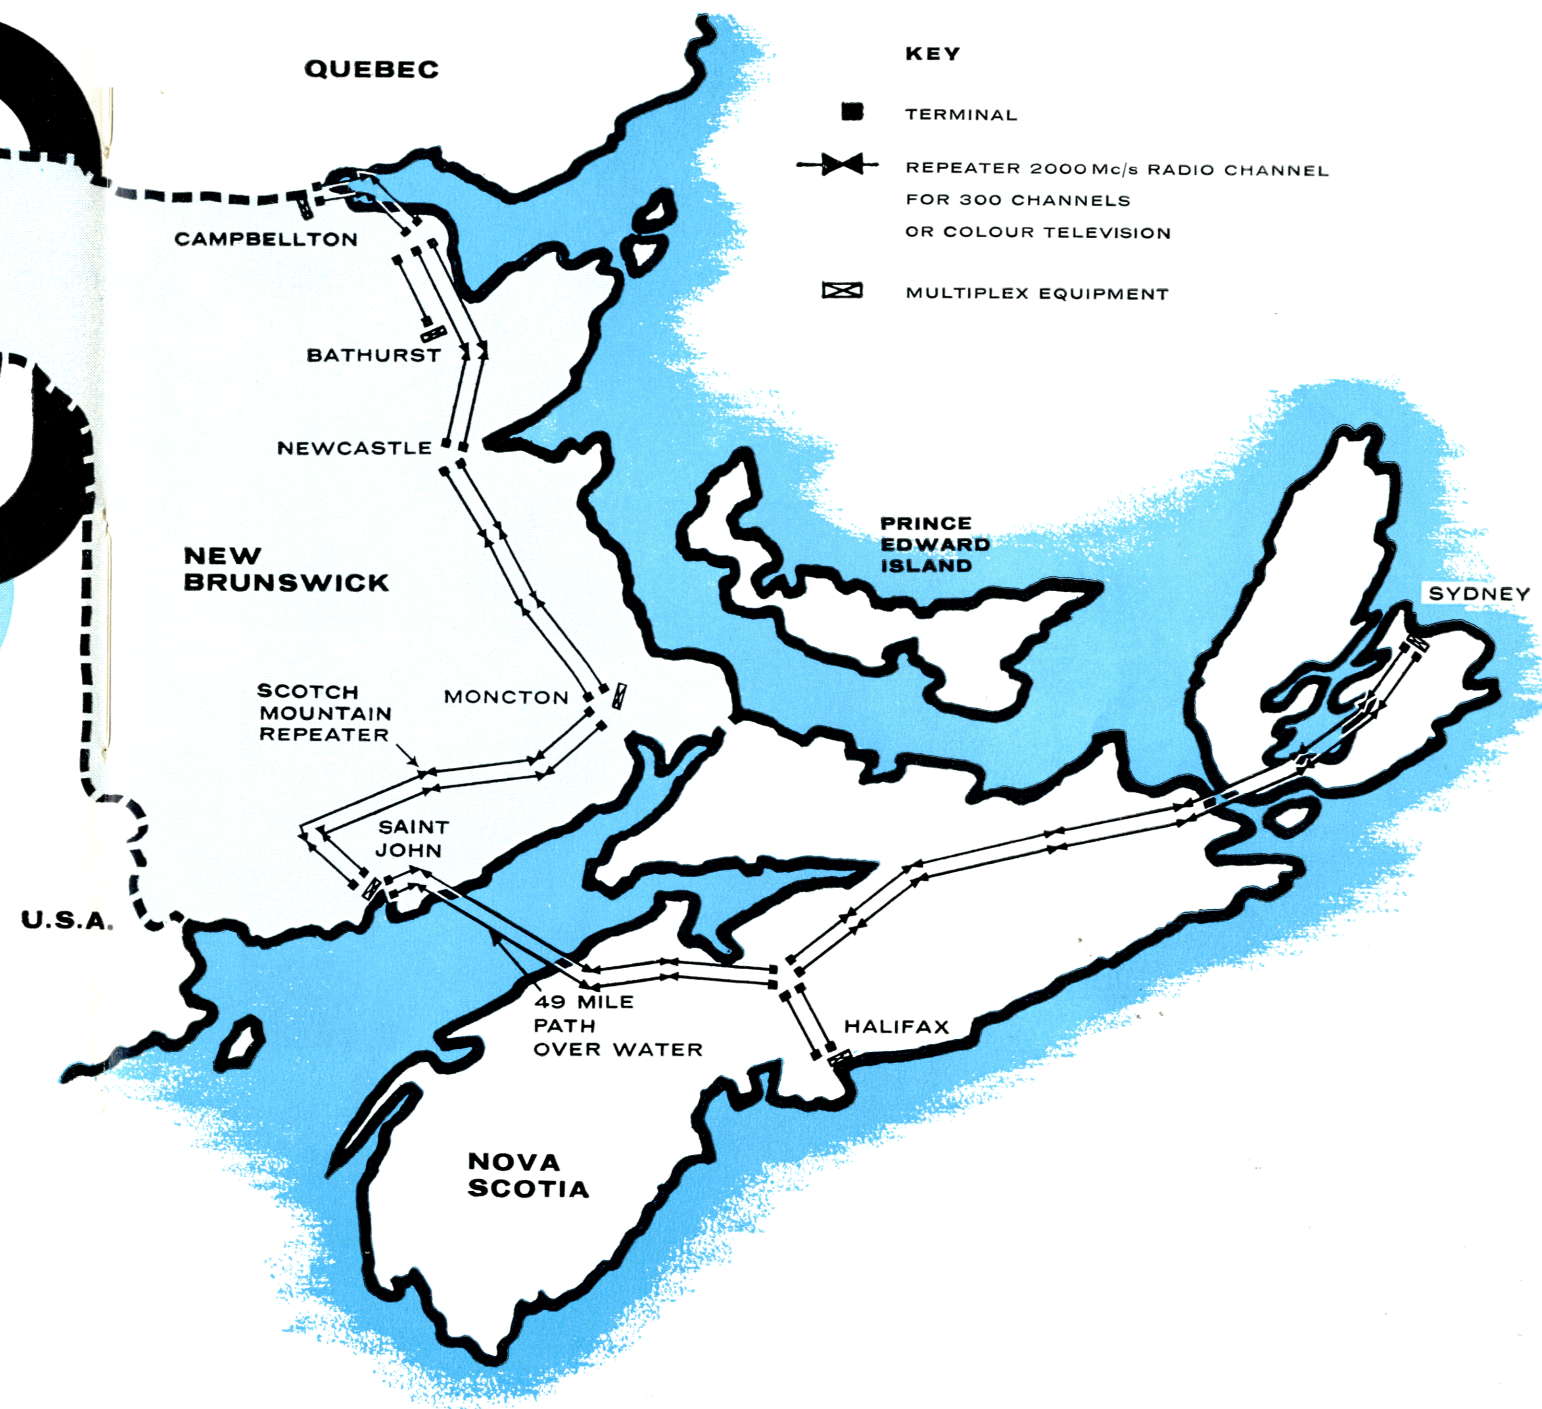 QUEBEC
KEY
TERMINAL
REPEATER 2000 Mc/s RADIO CHANNEL
FOR 300 CHANNELS
OR COLOUR TELEVISION
MULTIPLEX EQUIPMENT
CAMPBELLTON
BATHURST
NEWCASTLE
NEW
BRUNSWICK
PRINCE
EDWARD
ISLAND
SYDNEY
SCOTCH
MOUNTAIN
REPEATER
MONCTON
SAINT
JOHN
U.S.A.
49 MILE
PATH
OVER WATER
HALIFAX
NOVA
SCOTIA